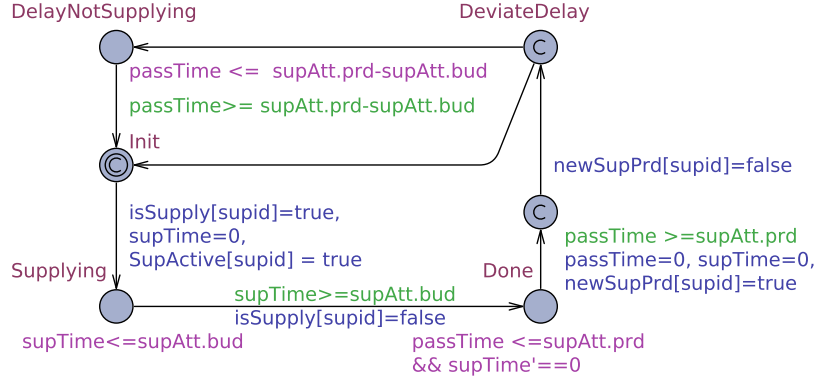 DelayNotSupplying
DeviateDelay
C
passTime <= supAtt.prd-supAtt.bud
passTime>= supAtt.prd-supAtt.bud
Init
C
newSupPrd[supid]=false
isSupply[supid]=true,
supTime=0,
SupActive[supid] = true
C
passTime >=supAtt.prd
passTime=0, supTime=0,
newSupPrd[supid]=true
Supplying
Done
supTime>=supAtt.bud
isSupply[supid]=false
supTime<=supAtt.bud
passTime <=supAtt.prd
&& supTime'==0